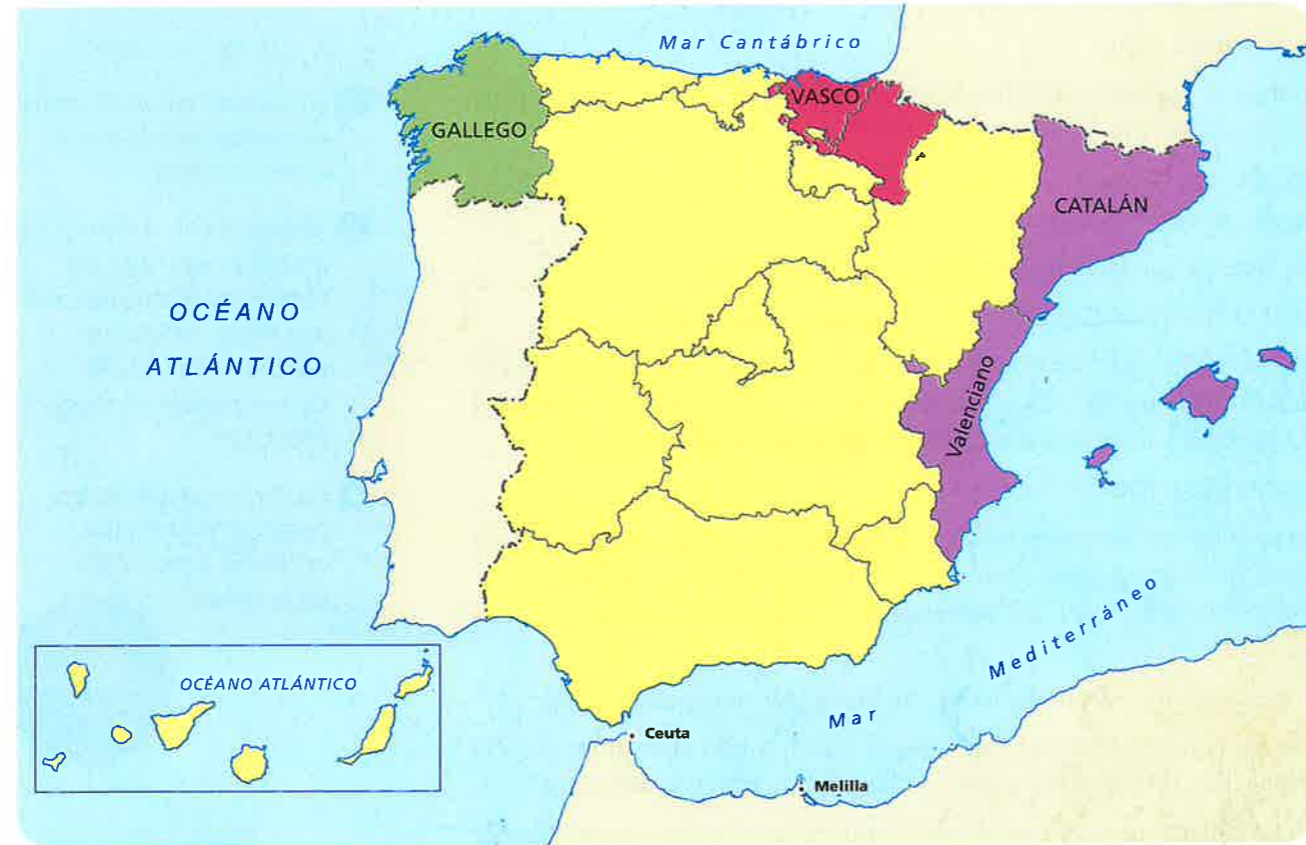 Mar Cantábrico
VASCO
GALLEGO
CATALÁN
OCÉANO
ATLÁNTICO
Valenciano
Mediterráneo
OCÉANO ATLÁNTICO
Mar
Ceuta
Melilla